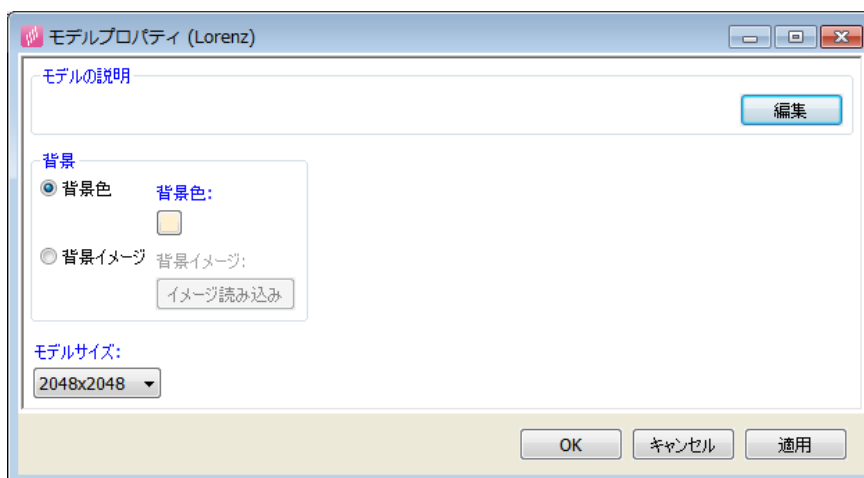 モデルプロパティ (Lorenz)
モデルの説明
編集
背景
背景色
背景色:
背景イメージ
背景イメージ:
イメージ読み込み
モデルサイズ:
2048x2048
OK
キャンセル
適用